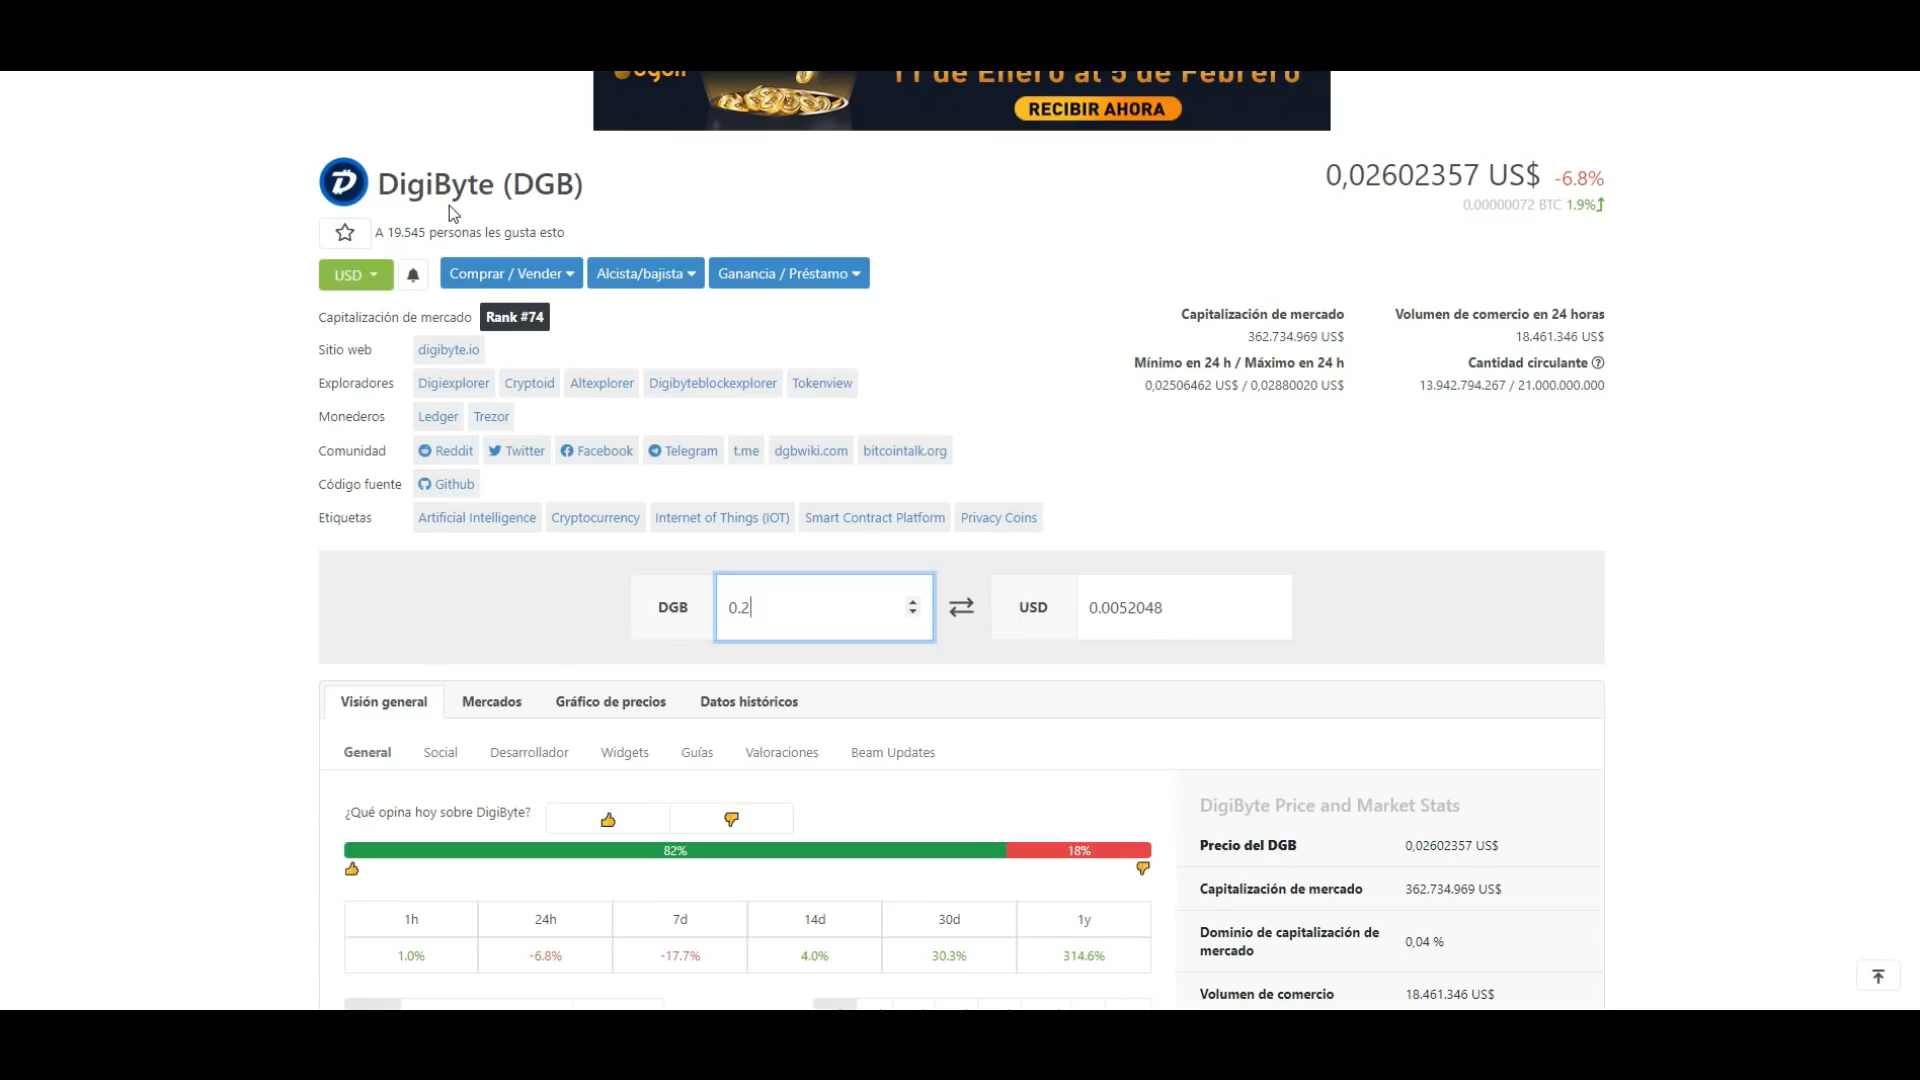 11 de Enero al 5 de Febrero
RECIBIR AHORA
DigiByte (DGB)
0,02602357 US$ -6.8%
0,00000072 BTC 1.9%
A 19.545 personas les gusta esto
USD
Comprar / Vender
Alcista/bajista
Ganancia / Préstamo
Capitalización de mercado Rank #74
Capitalización de mercado
362.734.969 US$
Volumen de comercio en 24 horas
18.461.346 US$
Sitio web digibyte.io
Mínimo en 24 h / Máximo en 24 h
0,02506462 US$ / 0,02880020 US$
Cantidad circulante
13.942.794.267 / 21.000.000.000
Exploradores Digiexplorer Cryptoid Altexplorer Digibyteblockexplorer Tokenview
Monederos Ledger Trezor
Comunidad Reddit Twitter Facebook Telegram t.me dgbwiki.com bitcointalk.org
Código fuente Github
Etiquetas Artificial Intelligence Cryptocurrency Internet of Things (IOT) Smart Contract Platform Privacy Coins
DGB 0.2 USD 0.0052048
Visión general Mercados Gráfico de precios Datos históricos
General Social Desarrollador Widgets Guías Valoraciones Beam Updates
¿Qué opina hoy sobre DigiByte?
82% 18%
1h 24h 7d 14d 30d 1y
1.0% -6.8% -17.7% 4.0% 30.3% 314.6%
DigiByte Price and Market Stats
Precio del DGB 0,02602357 US$
Capitalización de mercado 362.734.969 US$
Dominio de capitalización de
mercado 0,04 %
Volumen de comercio 18.461.346 US$